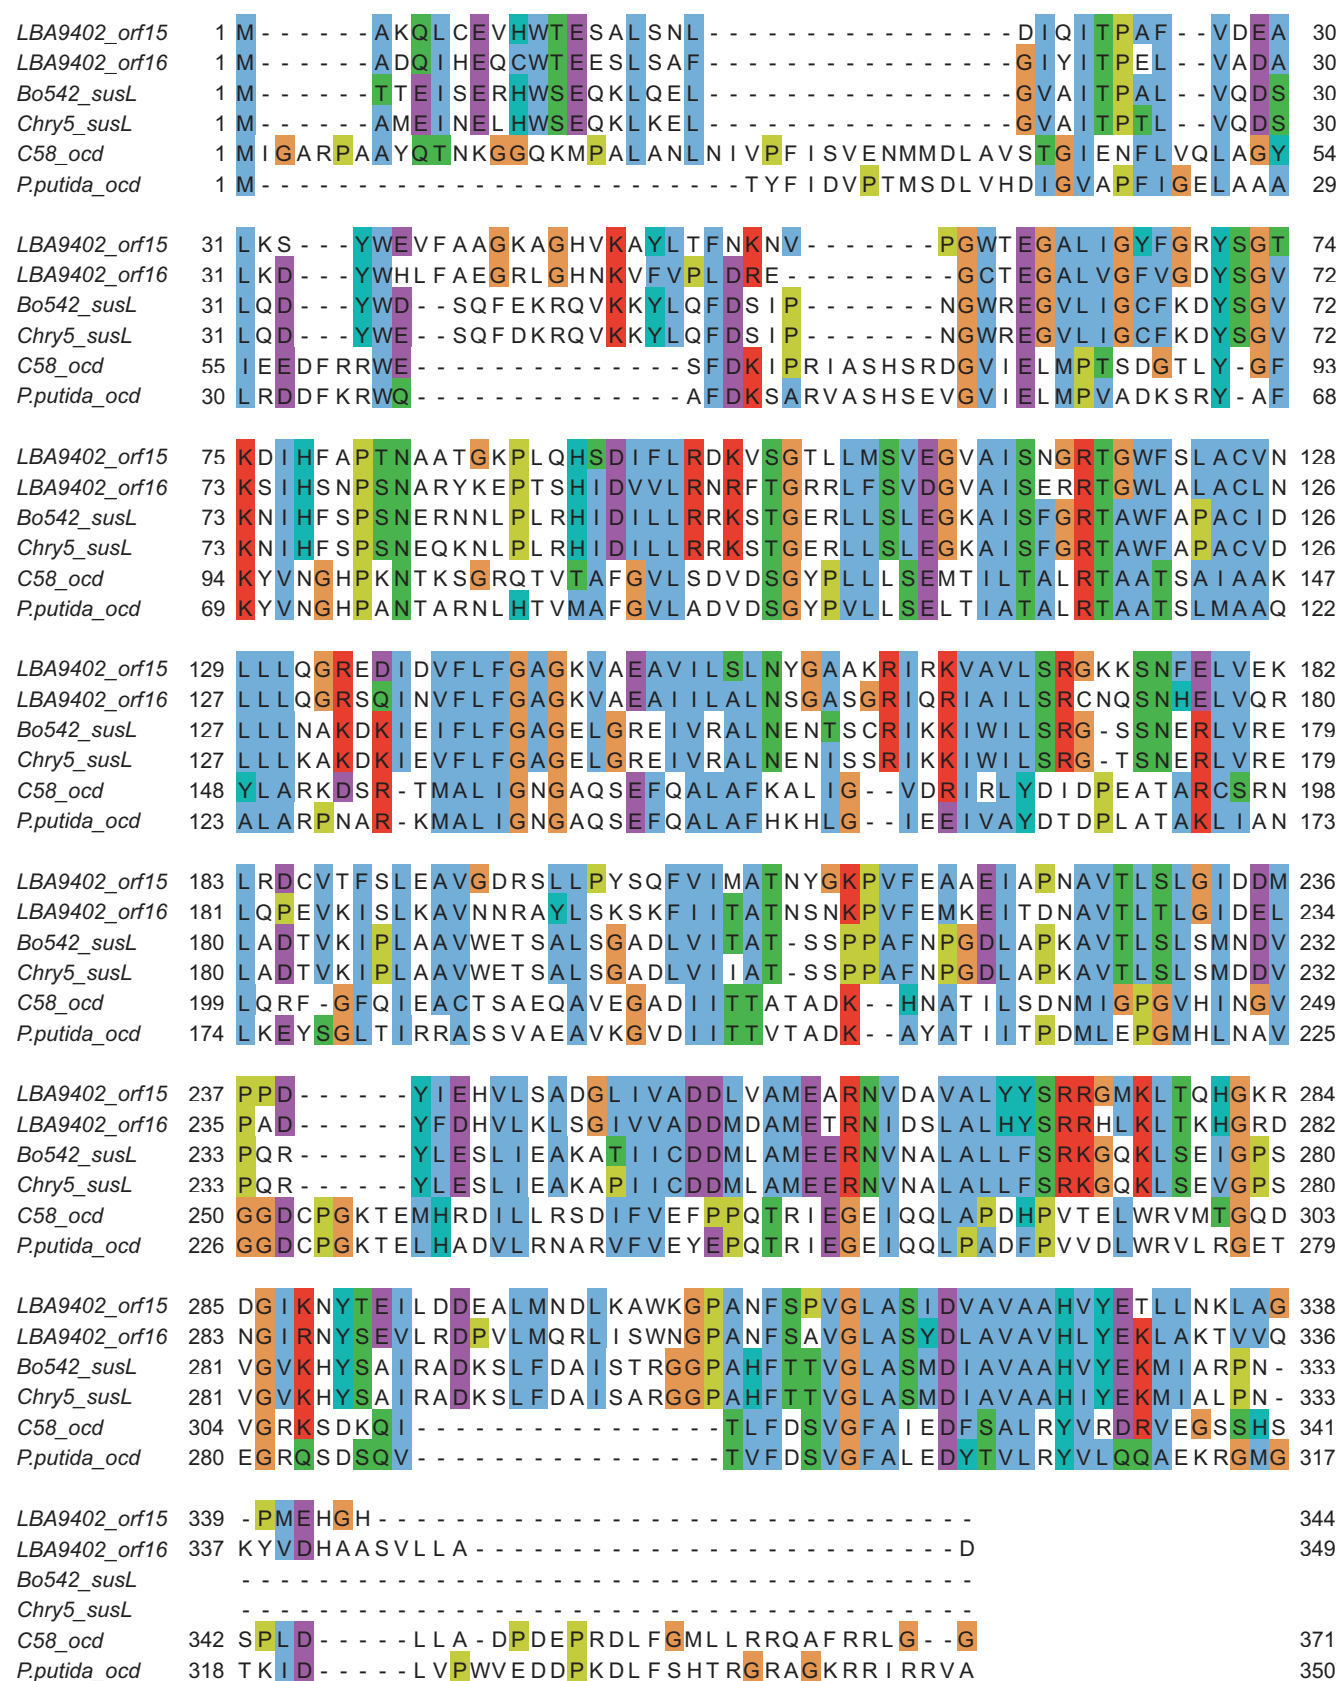 LBA9402_orf15 1 M------AKQLCEVHWTESALSNL----------------DIQITPAF--VDEA 30
LBA9402_orf16 1 M------ADQIHEQCWTEESLSAF----------------GIYITPEL--VADA 30
Bo542_susL 1 M------TTEISERHWSEQKLQEL----------------GVAITPAL--VQDS 30
Chry5_susL 1 M------AMEINELHWSEQKLKEL----------------GVAITPTL--VQDS 30
C58_ocd 1 MIGARPAAYQTNKGGQKMPALANLNIVPFISVENMMDLAVSTGIENFLVQLAGY 54
P.putida_ocd 1 M-------------------------TYFIDVPTMSDLVHDIGVAPFIGELAAA 29
LBA9402_orf15 31 LKS---YWEVFAAGKAGHVKAYLTFNKNV-------PGWTEGALIGYFGRYSGT 74
LBA9402_orf16 31 LKD---YWHLFAEGRLGHNKVFVPLDRE---------GCTEGALVGFVGDYSGV 72
Bo542_susL 31 LQD---YWD--SQFEKRQVKKYLQFDSIP-------NGWREGVLIGCFKDYSGV 72
Chry5_susL 31 LQD---YWE--SQFDKRQVKKYLQFDSIP-------NGWREGVLIGCFKDYSGV 72
C58_ocd 55 IEEDFRRWE--------------SFDKIPRIASHSRDGVIELMPTSDGTLY-GF 93
P.putida_ocd 30 LRDDFKRWQ--------------AFDKSARVASHSEVGVIELMPVADKSRY-AF 68
LBA9402_orf15 75 KDIHFAPTNAATGKPLQHSDIFLRDKVSGTLLMSVEGVAISNGRTGWFSLACVN 128
LBA9402_orf16 73 KSIHSNPSNARYKEPTSHIDVVLRNRFTGRRLFSVDGVAISERRTGWLALACLN 126
Bo542_susL 73 KNIHFSPSNERNNLPLRHIDILLRRKSTGERLLSLEGKAISFGRTAWFAPACID 126
Chry5_susL 73 KNIHFSPSNEQKNLPLRHIDILLRRKSTGERLLSLEGKAISFGRTAWFAPACVD 126
C58_ocd 94 KYVNGHPKNTKSGRQTVTAFGVLSDVDSGYPLLLSEMTILTALRTAATSAIAAK 147
P.putida_ocd 69 KYVNGHPANTARNLHTVMAFGVLADVDSGYPVLLSELTIATALRTAATSLMAAQ 122
LBA9402_orf15 129 LLLQGREDIDVFLFGAGKVAEAVILSLNYGAAKRIRKVAVLSRGKKSNFELVEK 182
LBA9402_orf16 127 LLLQGRSQINVFLFGAGKVAEAIILALNSGASGRIQRIAILSRCNQSNHELVQR 180
Bo542_susL 127 LLLNAKDKIEIFLFGAGELGREIVRALNENTSCRIKKIWILSRG-SSNERLVRE 179
Chry5_susL 127 LLLKAKDKIEVFLFGAGELGREIVRALNENISSRIKKIWILSRG-TSNERLVRE 179
C58_ocd 148 YLARKDSR-TMALIGNGAQSEFQALAFKALIG--VDRIRLYDIDPEATARCSRN 198
P.putida_ocd 123 ALARPNAR-KMALIGNGAQSEFQALAFHKHLG--IEEIVAYDTDPLATAKLIAN 173
LBA9402_orf15 183 LRDCVTFSLEAVGDRSLLPYSQFVIMATNYGKPVFEAAEIAPNAVTLSLGIDDM 236
LBA9402_orf16 181 LQPEVKISLKAVNNRAYLSKSKFIITATNSNKPVFEMKEITDNAVTLTLGIDEL 234
Bo542_susL 180 LADTVKIPLAAVWETSALSGADLVITAT-SSPPAFNPGDLAPKAVTLSLSMNDV 232
Chry5_susL 180 LADTVKIPLAAVWETSALSGADLVIIAT-SSPPAFNPGDLAPKAVTLSLSMDDV 232
C58_ocd 199 LQRF-GFQIEACTSAEQAVEGADIITTATADK--HNATILSDNMIGPGVHINGV 249
P.putida_ocd 174 LKEYSGLTIRRASSVAEAVKGVDIITTVTADK--AYATIITPDMLEPGMHLNAV 225
LBA9402_orf15 237 PPD------YIEHVLSADGLIVADDLVAMEARNVDAVALYYSRRGMKLTQHGKR 284
LBA9402_orf16 235 PAD------YFDHVLKLSGIVVADDMDAMETRNIDSLALHYSRRHLKLTKHGRD 282
Bo542_susL 233 PQR------YLESLIEAKATIICDDMLAMEERNVNALALLFSRKGQKLSEIGPS 280
Chry5_susL 233 PQR------YLESLIEAKAPIICDDMLAMEERNVNALALLFSRKGQKLSEVGPS 280
C58_ocd 250 GGDCPGKTEMHRDILLRSDIFVEFPPQTRIEGEIQQLAPDHPVTELWRVMTGQD 303
P.putida_ocd 226 GGDCPGKTELHADVLRNARVFVEYEPQTRIEGEIQQLPADFPVVDLWRVLRGET 279
LBA9402_orf15 285 DGIKNYTEILDDEALMNDLKAWKGPANFSPVGLASIDVAVAAHVYETLLNKLAG 338
LBA9402_orf16 283 NGIRNYSEVLRDPVLMQRLISWNGPANFSAVGLASYDLAVAVHLYEKLAKTVVQ 336
Bo542_susL 281 VGVKHYSAIRADKSLFDAISTRGGPAHFTTVGLASMDIAVAAHVYEKMIARPN- 333
Chry5_susL 281 VGVKHYSAIRADKSLFDAISARGGPAHFTTVGLASMDIAVAAHIYEKMIALPN- 333
C58_ocd 304 VGRKSDKQI----------------TLFDSVGFAIEDFSALRYVRDRVEGSSHS 341
P.putida_ocd 280 EGRQSDSQV----------------TVFDSVGFALEDYTVLRYVLQQAEKRGMG 317
LBA9402_orf15 339 -PMEHGH------------------------------- 344
LBA9402_orf16 337 KYVDHAASVLLA-------------------------D 349
Bo542_susL --------------------------------------
Chry5_susL --------------------------------------
C58_ocd 342 SPLD-----LLA-DPDEPRDLFGMLLRRQAFRRLG--G 371
P.putida_ocd 318 TKID-----LVPWVEDDPKDLFSHTRGRAGKRRIRRVA 350